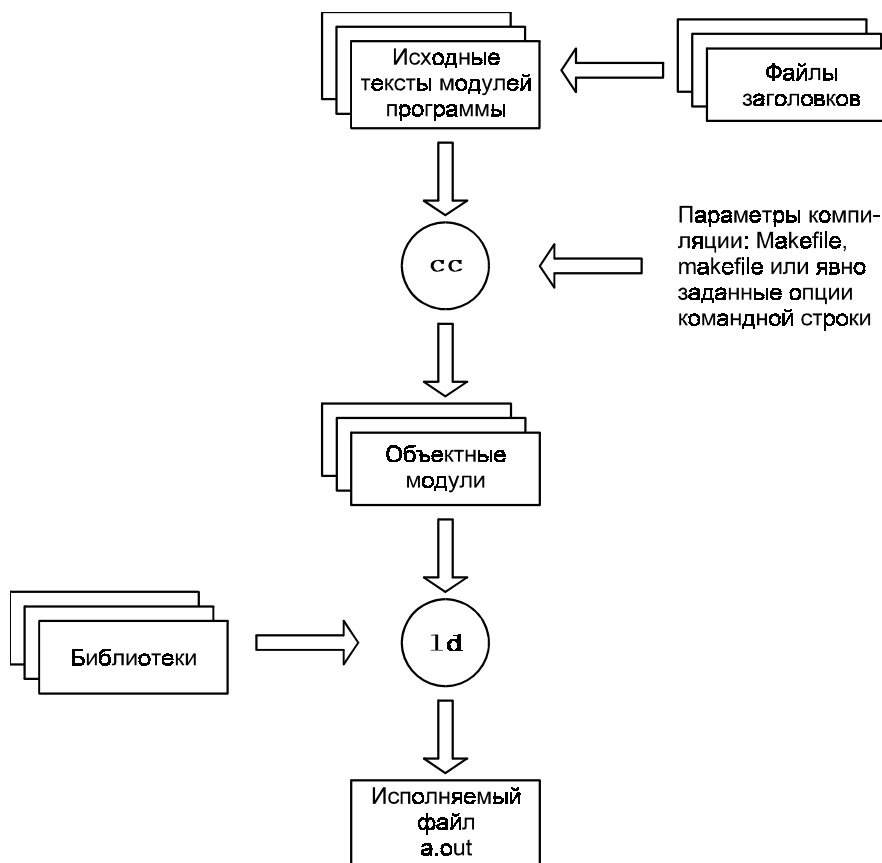 Исходные
тексты модулей
программы
Файлы
заголовков
cc
Параметры компи-
ляции: Makefile,
makefile или явно
заданные опции
командной строки
Объектные
модули
Библиотеки
ld
Исполняемый
файл
a.out